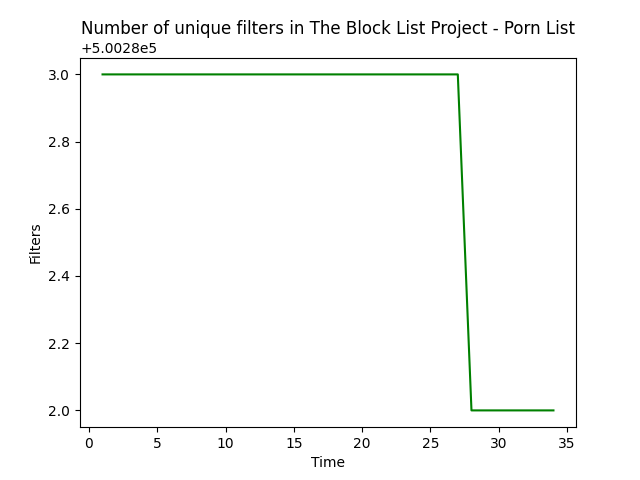 Number of unique filters in The Block List Project - Porn List
+5.0028e5
3.0
2.8
2.6
2.4
2.2
2.0
Filters
0 5 10 15 20 25 30 35
Time